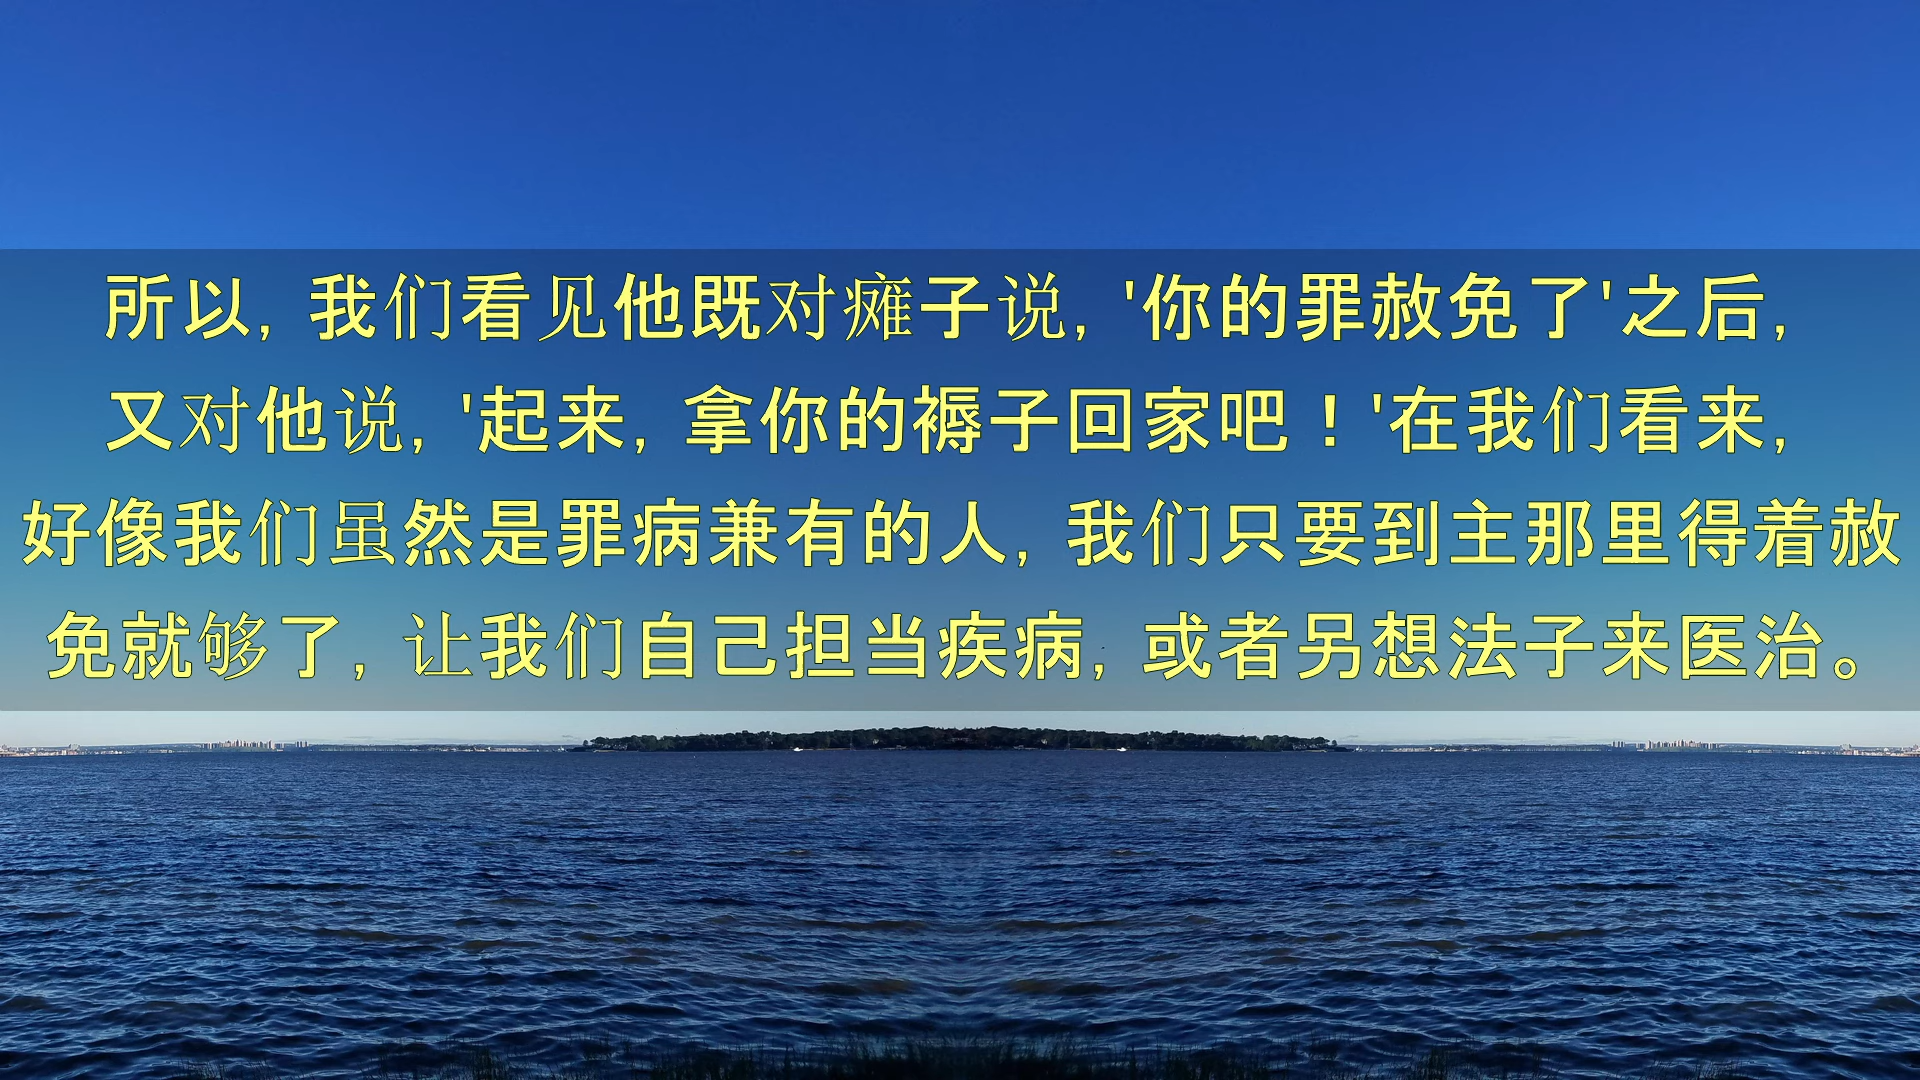 所以, 我们看见他既对瘫子说, '你的罪赦免了'之后,
又对他说, '起来, 拿你的褥子回家吧！'在我们看来,
好像我们虽然是罪病兼有的人, 我们只要到主那里得着赦
免就够了, 让我们自己担当疾病, 或者另想法子来医治。